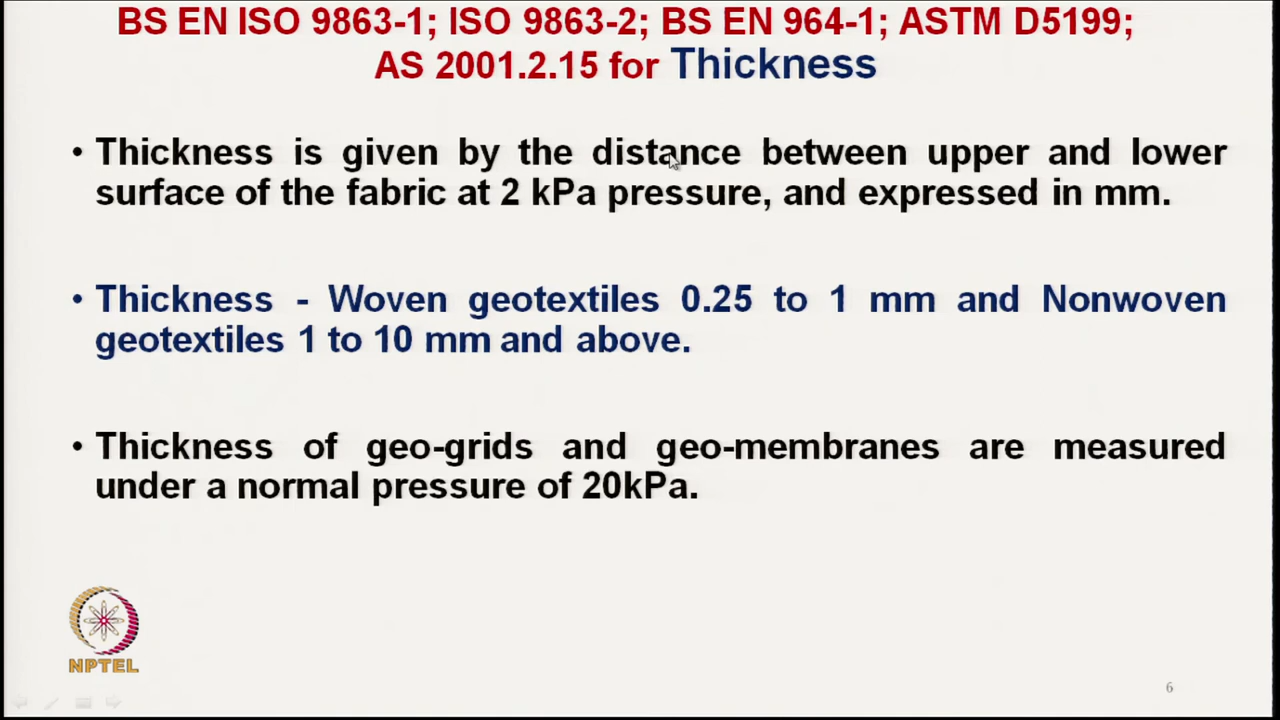 BS EN ISO 9863-1; ISO 9863-2; BS EN 964-1; ASTM D5199;
AS 2001.2.15 for Thickness
• Thickness is given by the distance between upper and lower
surface of the fabric at 2 kPa pressure, and expressed in mm.
• Thickness - Woven geotextiles 0.25 to 1 mm and Nonwoven
geotextiles 1 to 10 mm and above.
• Thickness of geo-grids and geo-membranes are measured
under a normal pressure of 20kPa.
NPTEL
6